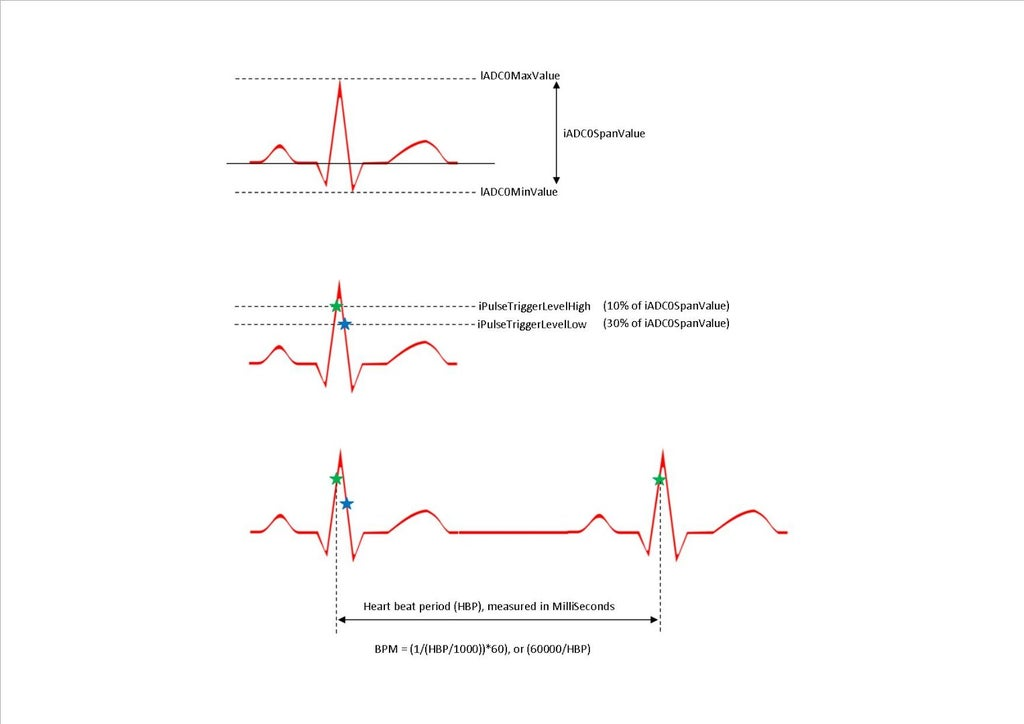 lADC0MaxValue
iADC0SpanValue
lADC0MinValue
iPulseTriggerLevelHigh (10% of iADC0SpanValue)
iPulseTriggerLevelLow (30% of iADC0SpanValue)
Heart beat period (HBP), measured in MilliSeconds
BPM = (1/(HBP/1000))*60), or (60000/HBP)